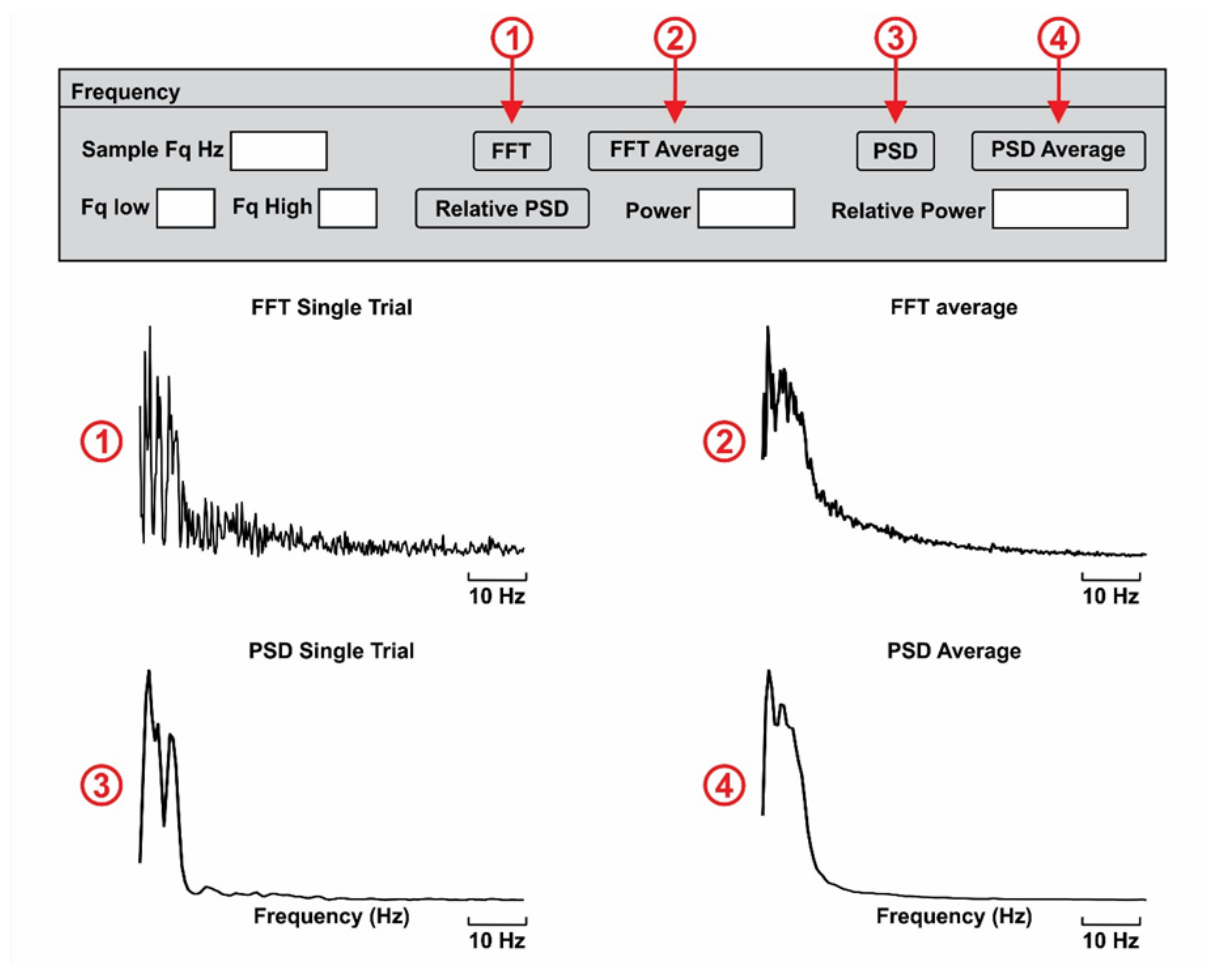 1 2 3 4
Frequency
Sample Fq Hz FFT FFT Average PSD PSD Average
Fq low Fq High Relative PSD Power Relative Power
FFT Single Trial FFT average
1 2
10 Hz 10 Hz
PSD Single Trial PSD Average
3 4
Frequency (Hz) Frequency (Hz)
10 Hz 10 Hz